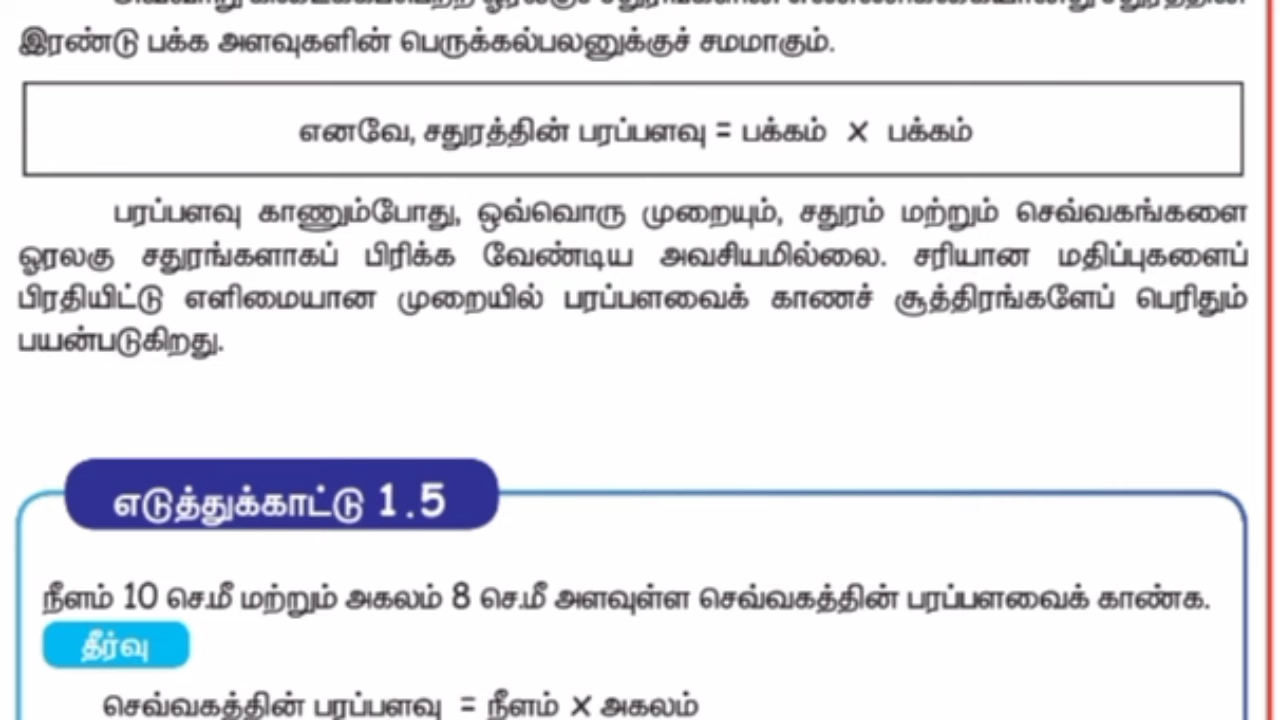 இரண்டு பக்க அளவுகளின் பெருக்கல்பலனுக்குச் சமமாகும்.
எனவே, சதுரத்தின் பரப்பளவு = பக்கம் x பக்கம்
பரப்பளவு காணும்போது, ஒவ்வொரு முறையும், சதுரம் மற்றும் செவ்வகங்களை
ஓரலகு சதுரங்களாகப் பிரிக்க வேண்டிய அவசியமில்லை. சரியான மதிப்புகளைப்
பிரதியிட்டு எளிமையான முறையில் பரப்பளவைக் காணச் சூத்திரங்களேப் பெரிதும்
பயன்படுகிறது.
எடுத்துக்காட்டு 1.5
நீளம் 10 செ.மீ மற்றும் அகலம் 8 செ.மீ அளவுள்ள செவ்வகத்தின் பரப்பளவைக் காண்க.
தீர்வு
செவ்வகத்தின் பரப்பளவு = நீளம் x அகலம்